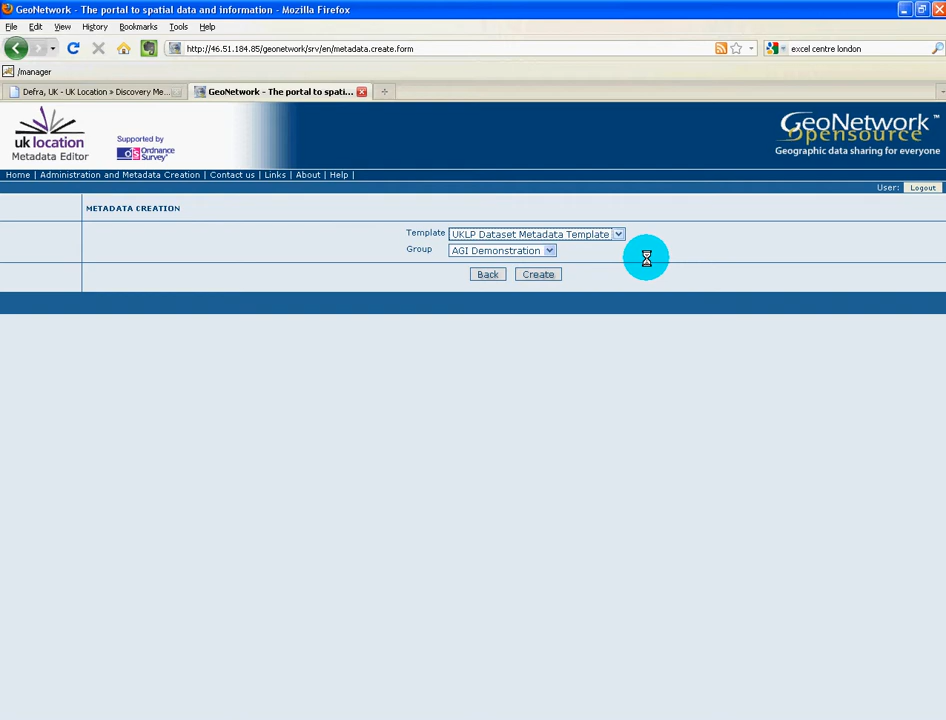 GeoNetwork - The portal to spatial data and information - Mozilla Firefox
File Edit View History Bookmarks Tools Help
http://46.51.184.85/geonetwork/srv/en/metadata.create.form
excel centre london
/manager
Defra, UK - UK Location » Discovery Me...
GeoNetwork - The portal to spati...
uk location
Metadata Editor
Supported by
OS Ordnance Survey
GeoNetwork
Opensource
Geographic data sharing for everyone
Home | Administration and Metadata Creation | Contact us | Links | About | Help |
User: Logout
METADATA CREATION
Template UKLP Dataset Metadata Template
Group AGI Demonstration
Back Create